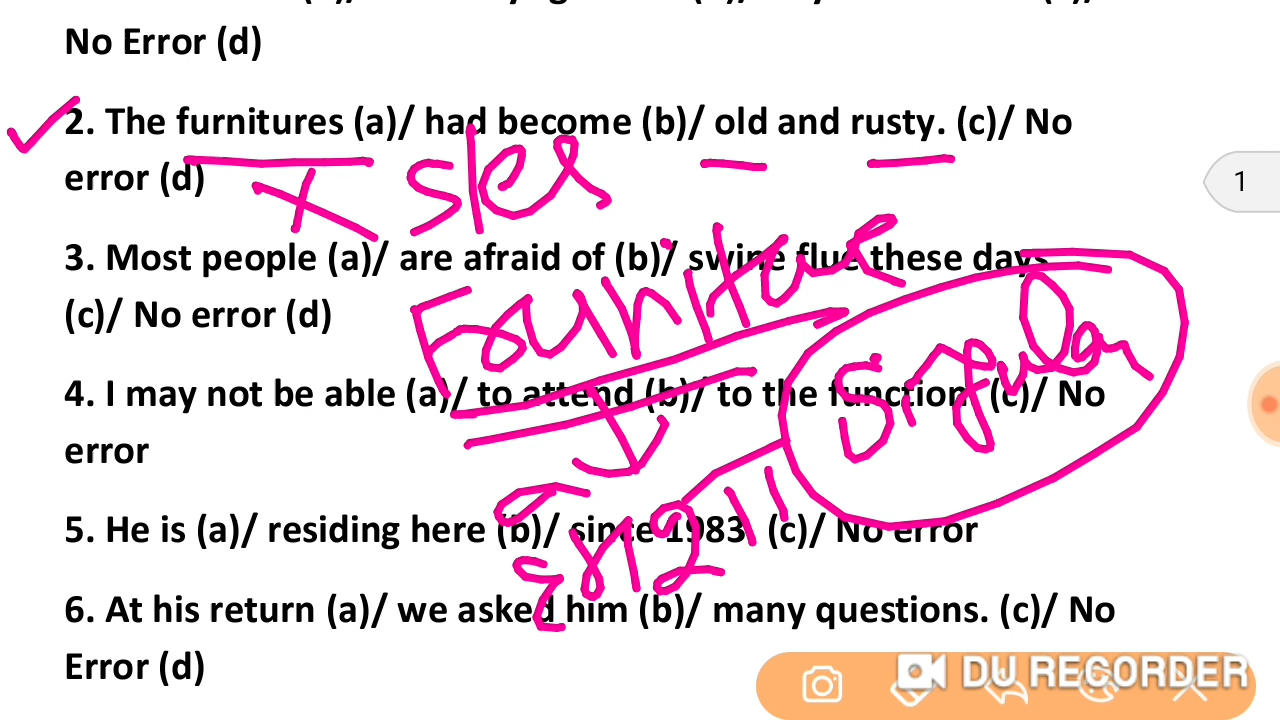 No Error (d)
2. The furnitures (a)/ had become (b)/ old and rusty. (c)/ No
error (d)
3. Most people (a)/ are afraid of (b)/ swine flue these days
(c)/ No error (d)
4. I may not be able (a)/ to attend (b)/ to the function. (c)/ No
error
5. He is (a)/ residing here (b)/ since 1983. (c)/ No error
6. At his return (a)/ we asked him (b)/ many questions. (c)/ No
Error (d)
1
Singular
DU RECORDER